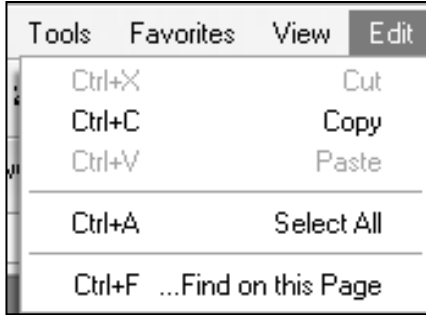 Tools Favorites View Edit
Ctrl+X Cut
Ctrl+C Copy
Ctrl+V Paste
Ctrl+A Select All
Ctrl+F ...Find on this Page